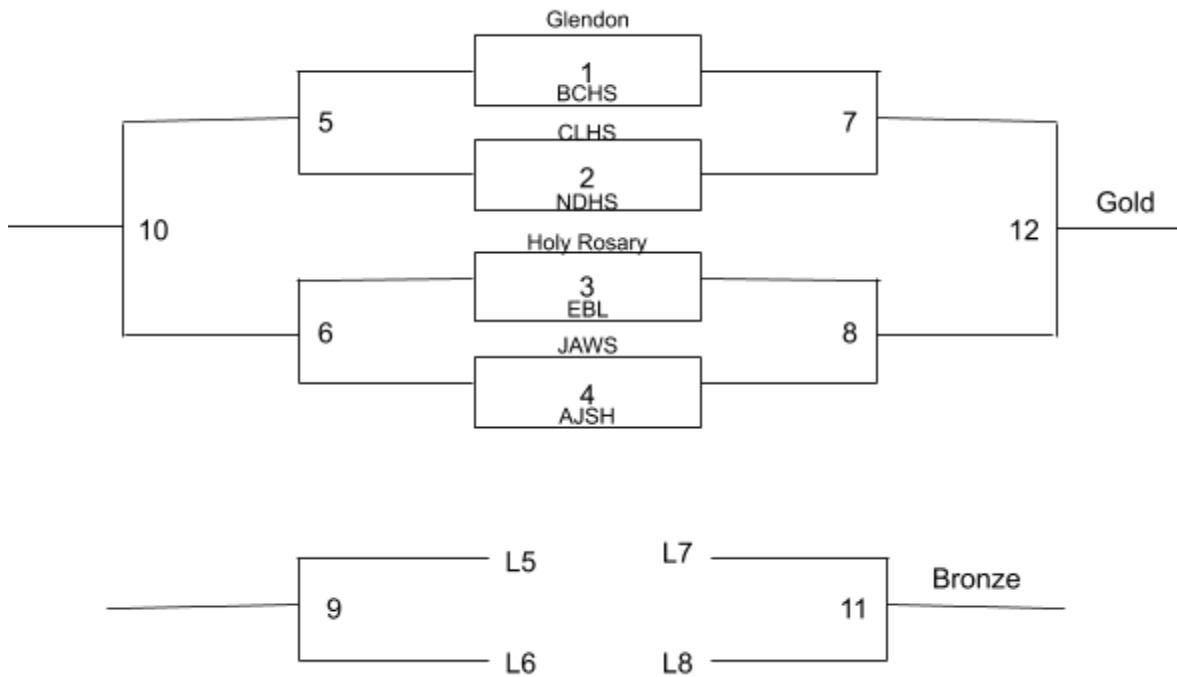 Glendon
1
BCHS
5
7
CLHS
2
NDHS
Gold
10
12
Holy Rosary
3
EBL
6
8
JAWS
4
AJSH
L5
L7
Bronze
9
11
L6
L8